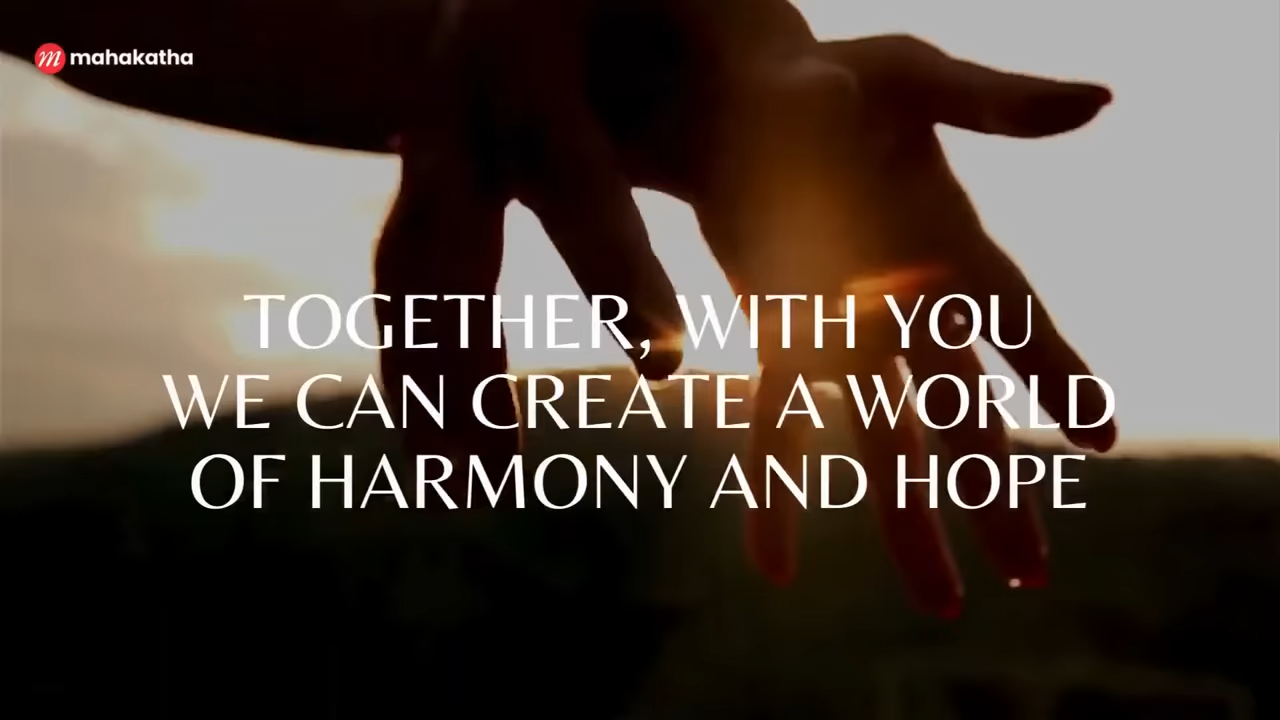 mahakatha
TOGETHER, WITH YOU
WE CAN CREATE A WORLD
OF HARMONY AND HOPE